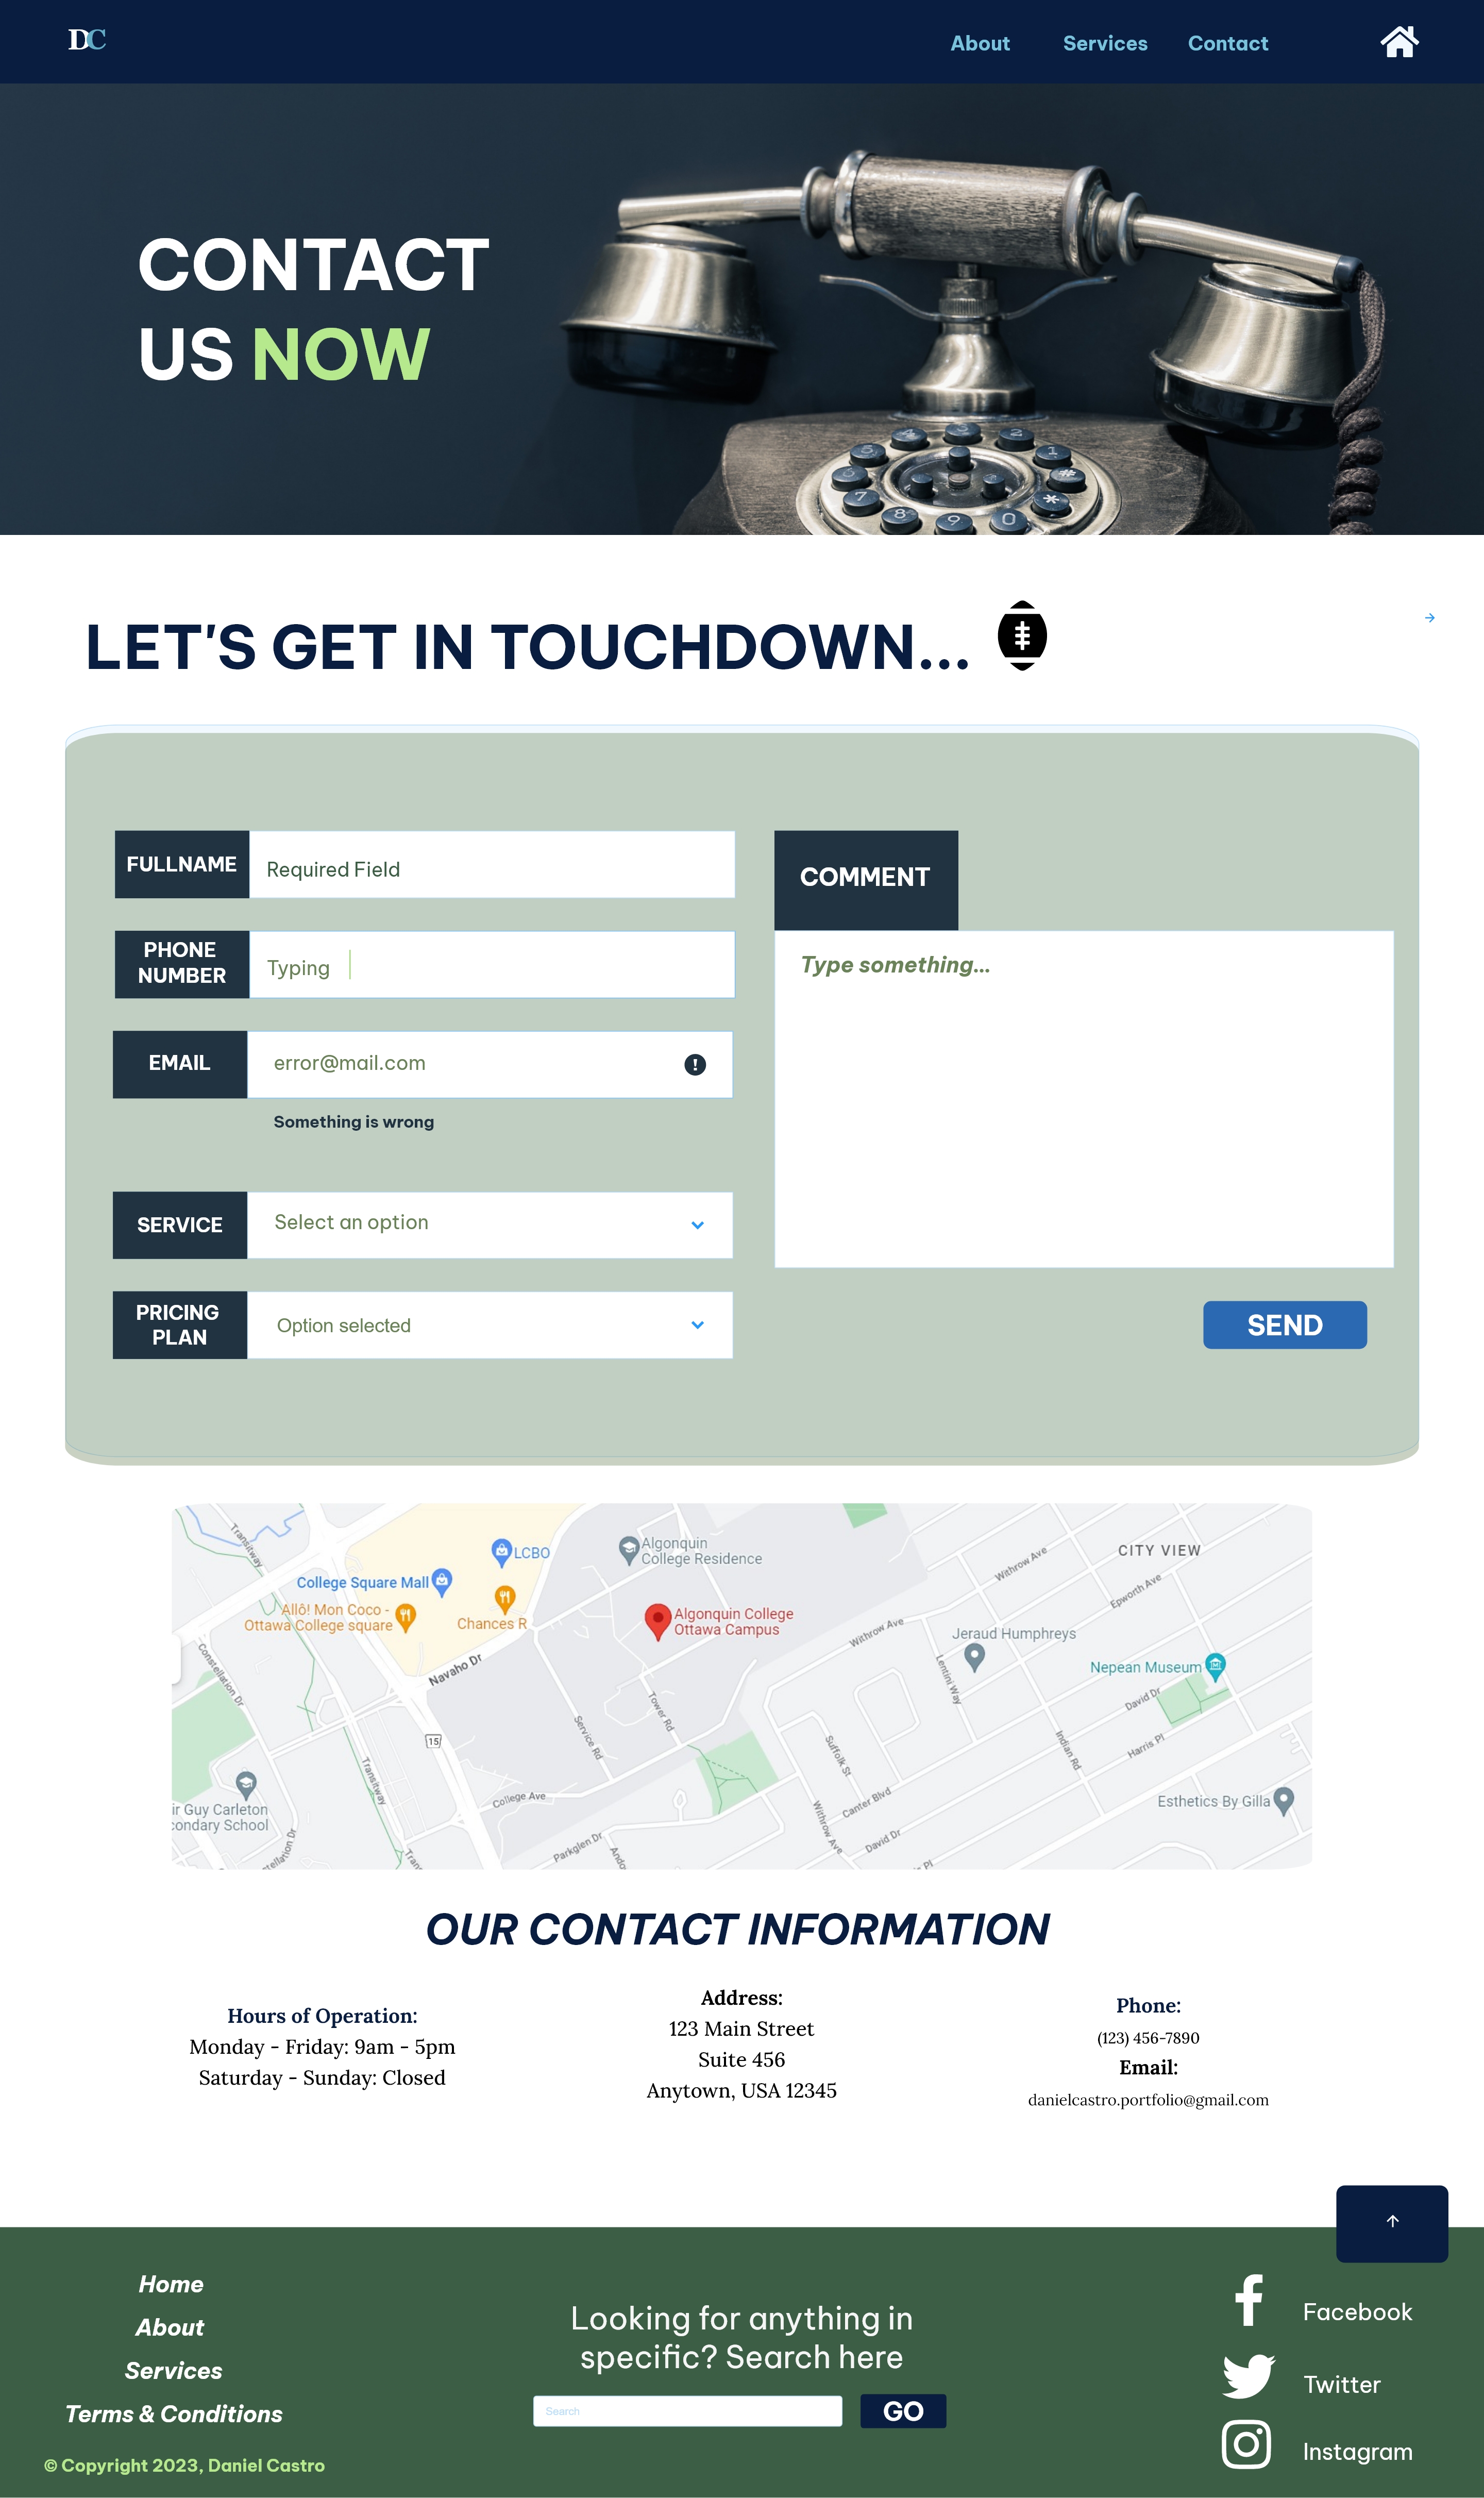 DC
About Services Contact
CONTACT
US NOW
LET'S GET IN TOUCHDOWN...
FULLNAME Required Field
PHONE
NUMBER
Typing
EMAIL error@mail.com
Something is wrong
SERVICE Select an option
PRICING
PLAN
Option selected
COMMENT
Type something...
SEND
Transitway
LCBO
College Square Mall
Allô! Mon Coco -
Ottawa College square
Chances R
Algonquin
College Residence
Algonquin College
Ottawa Campus
CITY VIEW
Withrow Ave
Epworth Ave
Withrow Ave
Jeraud Humphreys
Nepean Museum
Constellation Dr
Navaho Dr
Lentini Way
David Dr
Tower Rd
Service Rd
15
Suffolk St
Indian Rd
Harris Pl
Transitway
College Ave
Canter Blvd
Withrow Ave
Esthetics By Gilla
ir Guy Carleton
condary School
David Dr
Parkglen Dr
OUR CONTACT INFORMATION
Hours of Operation:
Monday - Friday: 9am - 5pm
Saturday - Sunday: Closed
Address:
123 Main Street
Suite 456
Anytown, USA 12345
Phone:
(123) 456-7890
Email:
danielcastro.portfolio@gmail.com
Home
About
Services
Terms & Conditions
© Copyright 2023, Daniel Castro
Looking for anything in
specific? Search here
Search
GO
Facebook
Twitter
Instagram